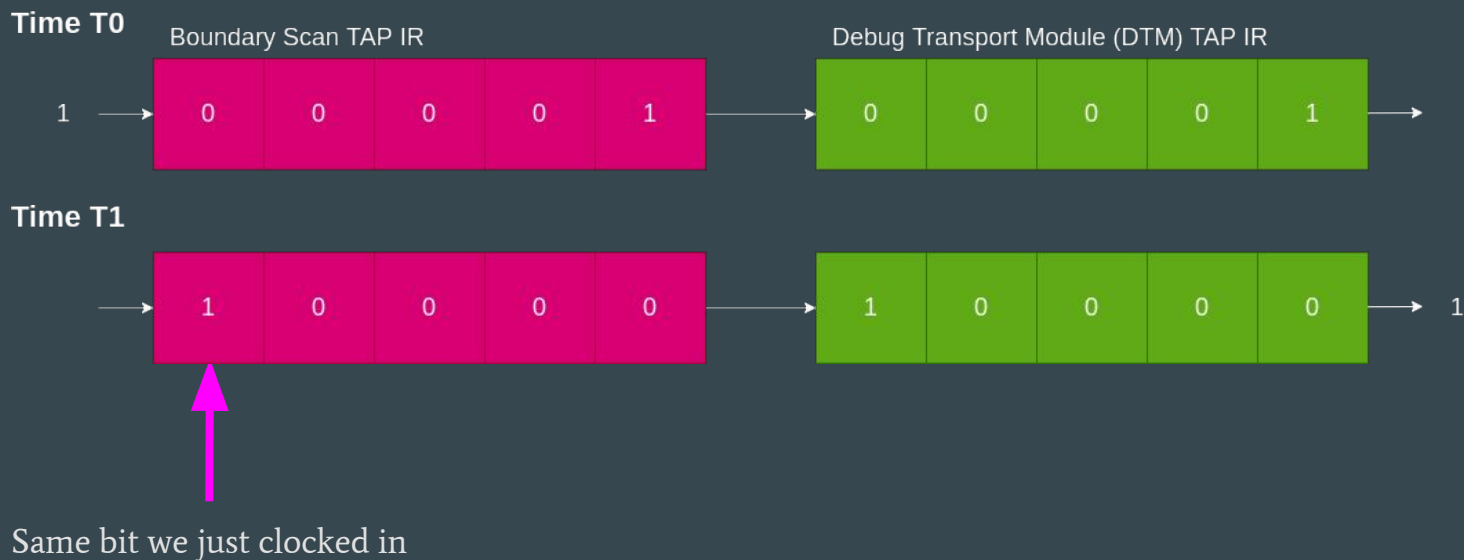 Time T0
Boundary Scan TAP IR
Debug Transport Module (DTM) TAP IR
1 0 0 0 0 1 0 0 0 0 1
Time T1
1 0 0 0 0 1 0 0 0 0 1
Same bit we just clocked in